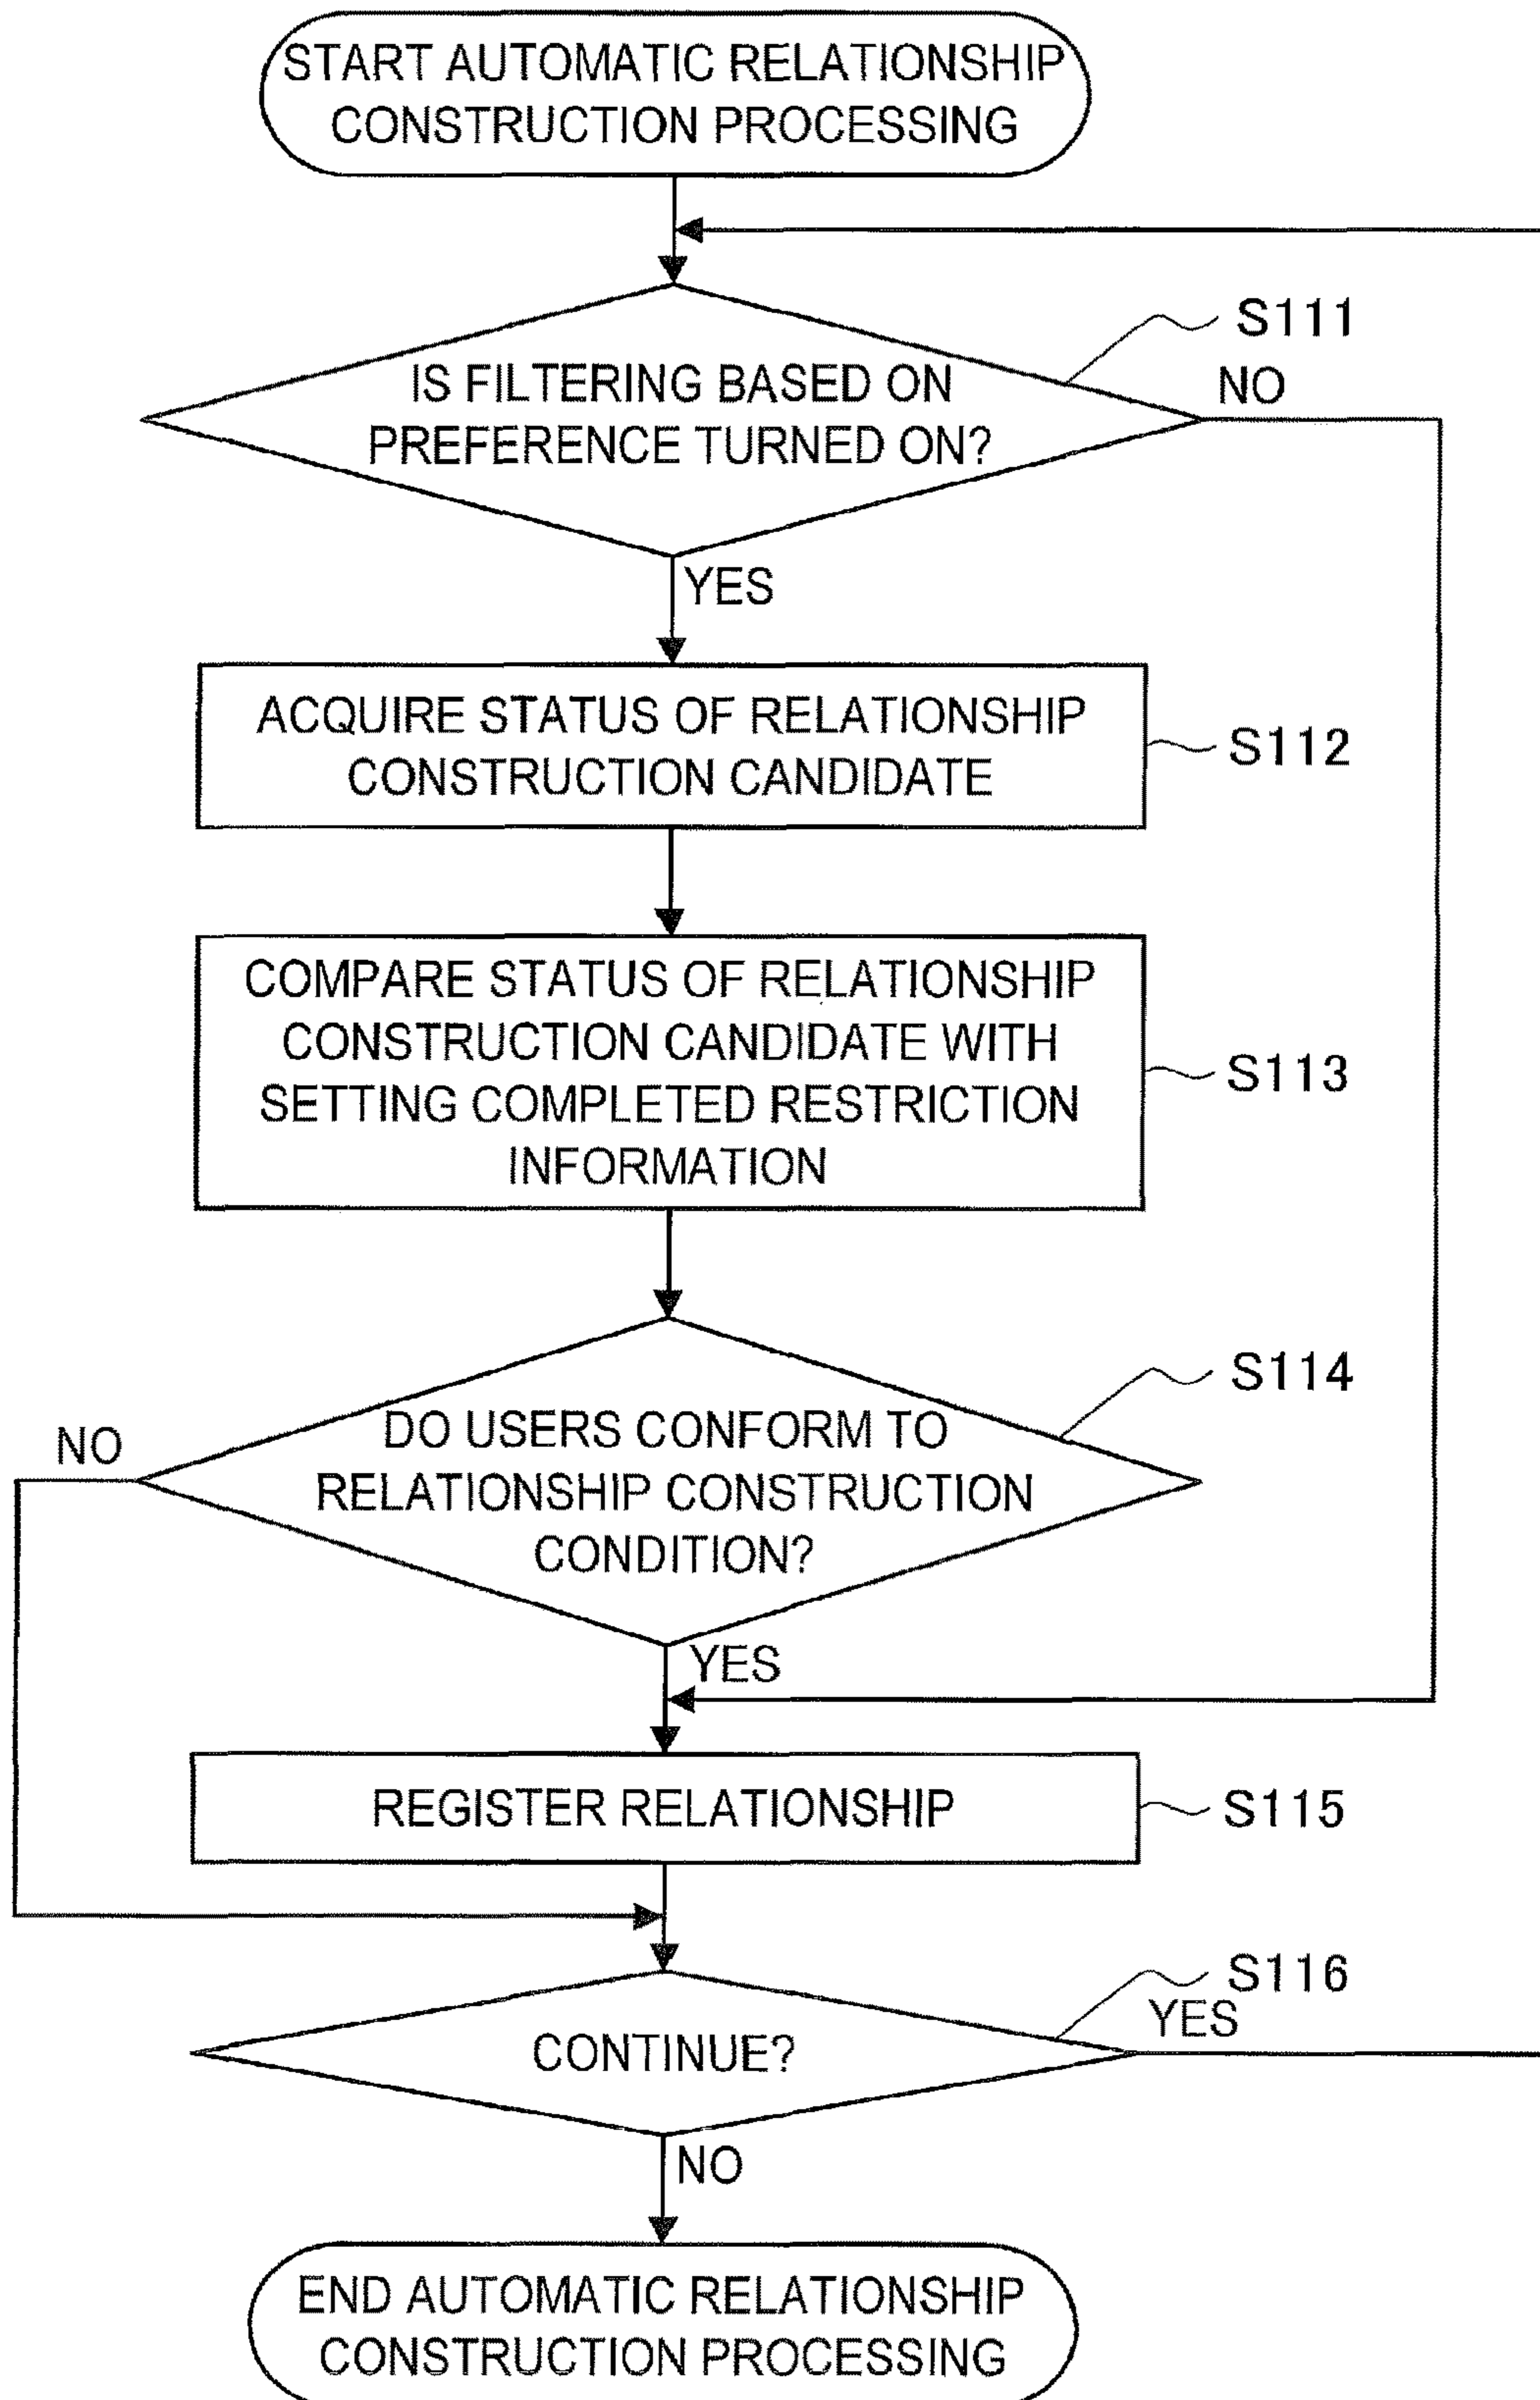 START AUTOMATIC RELATIONSHIP
CONSTRUCTION PROCESSING
S111
IS FILTERING BASED ON
PREFERENCE TURNED ON?
NO
YES
ACQUIRE STATUS OF RELATIONSHIP
CONSTRUCTION CANDIDATE
S112
COMPARE STATUS OF RELATIONSHIP
CONSTRUCTION CANDIDATE WITH
SETTING COMPLETED RESTRICTION
INFORMATION
S113
S114
NO
DO USERS CONFORM TO
RELATIONSHIP CONSTRUCTION
CONDITION?
YES
REGISTER RELATIONSHIP
S115
S116
YES
CONTINUE?
NO
END AUTOMATIC RELATIONSHIP
CONSTRUCTION PROCESSING